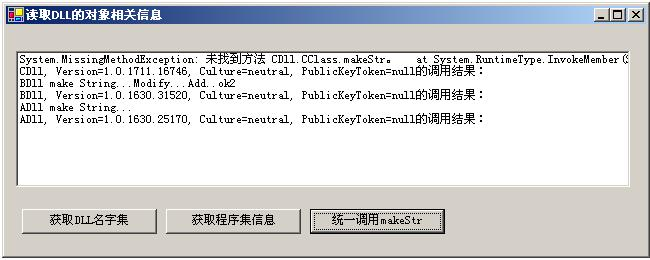 读取DLL的对象相关信息
System.MissingMethodException: 未找到方法 CDll.CClass.makeStr。 at System.RuntimeType.InvokeMember(
CDll, Version=1.0.1711.16746, Culture=neutral, PublicKeyToken=null的调用结果：
BDll make String...Modify...Add..ok2
BDll, Version=1.0.1630.31520, Culture=neutral, PublicKeyToken=null的调用结果：
ADll make String...
ADll, Version=1.0.1630.25170, Culture=neutral, PublicKeyToken=null的调用结果：
获取DLL名字集 获取程序集信息 统一调用makeStr